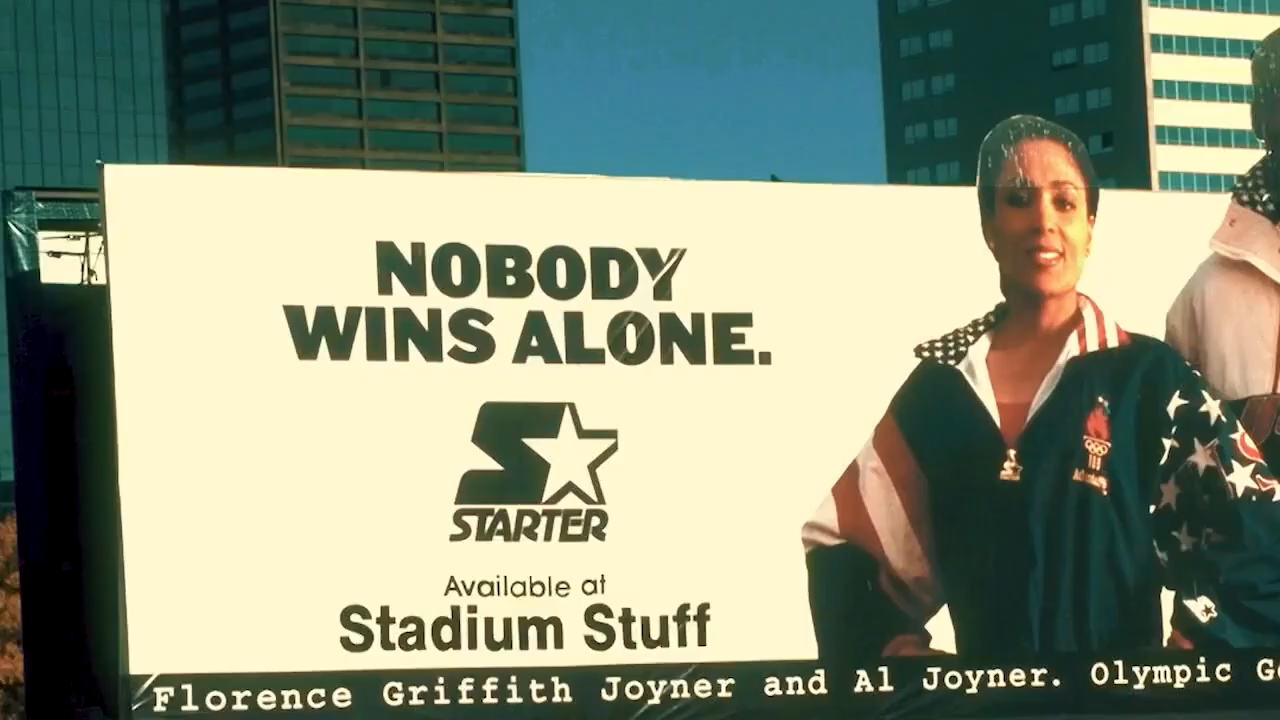 NOBODY
WINS ALONE.
STARTER
Available at
Stadium Stuff
Florence Griffith Joyner and Al Joyner. Olympic